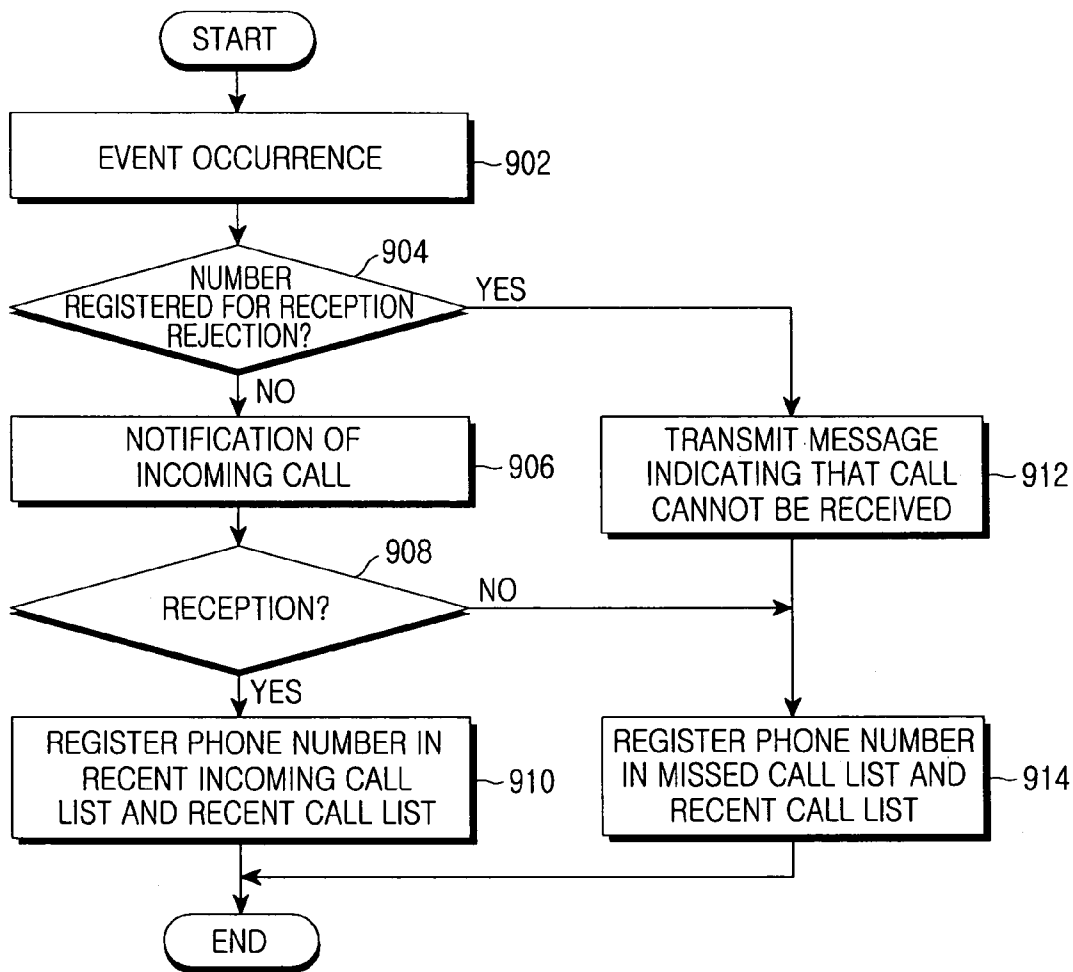 START
EVENT OCCURRENCE
902
904
NUMBER
REGISTERED FOR RECEPTION
REJECTION?
YES
NO
NOTIFICATION OF
INCOMING CALL
906
TRANSMIT MESSAGE
INDICATING THAT CALL
CANNOT BE RECEIVED
912
908
RECEPTION?
NO
YES
REGISTER PHONE NUMBER IN
RECENT INCOMING CALL
LIST AND RECENT CALL LIST
910
REGISTER PHONE NUMBER
IN MISSED CALL LIST AND
RECENT CALL LIST
914
END